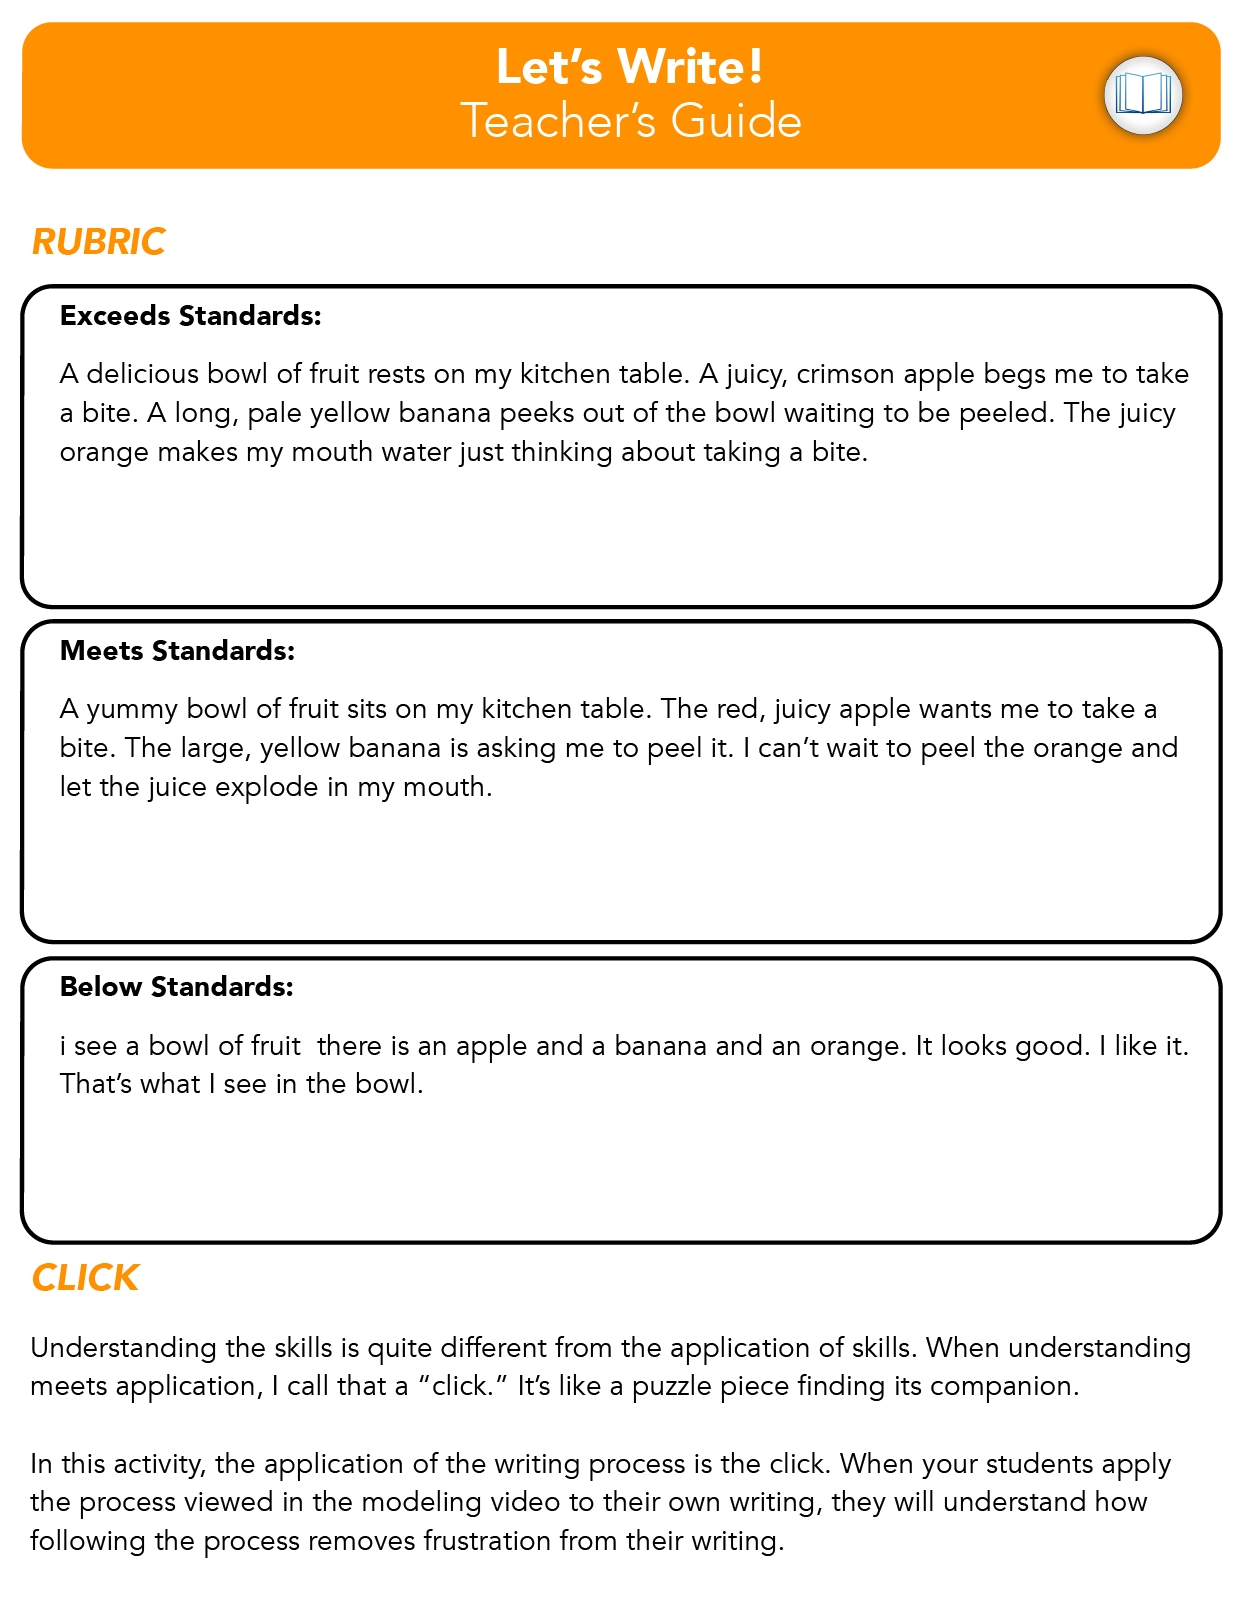 Let’s Write!
Teacher’s Guide
RUBRIC
Exceeds Standards:
A delicious bowl of fruit rests on my kitchen table. A juicy, crimson apple begs me to take
a bite. A long, pale yellow banana peeks out of the bowl waiting to be peeled. The juicy
orange makes my mouth water just thinking about taking a bite.
Meets Standards:
A yummy bowl of fruit sits on my kitchen table. The red, juicy apple wants me to take a
bite. The large, yellow banana is asking me to peel it. I can’t wait to peel the orange and
let the juice explode in my mouth.
Below Standards:
i see a bowl of fruit  there is an apple and a banana and an orange. It looks good. I like it.
That’s what I see in the bowl.
CLICK
Understanding the skills is quite different from the application of skills. When understanding
meets application, I call that a “click.” It’s like a puzzle piece finding its companion.
In this activity, the application of the writing process is the click. When your students apply
the process viewed in the modeling video to their own writing, they will understand how
following the process removes frustration from their writing.